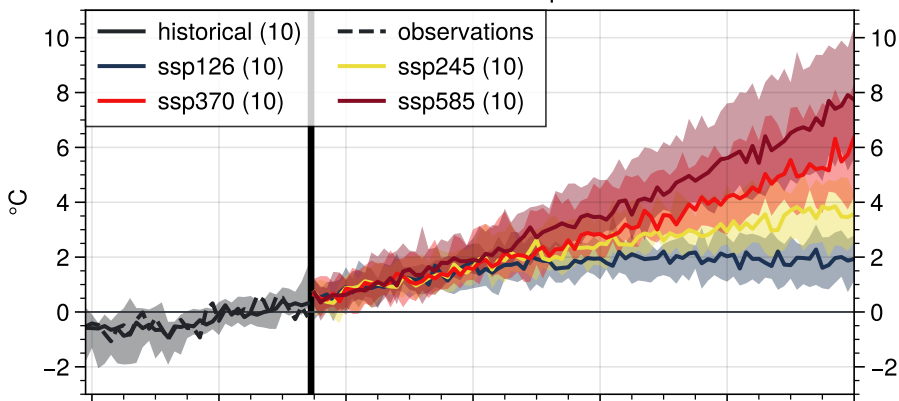 historical (10)
observations
ssp126 (10)
ssp245 (10)
ssp370 (10)
ssp585 (10)
°C
10
8
6
4
2
0
−2
10
8
6
4
2
0
−2